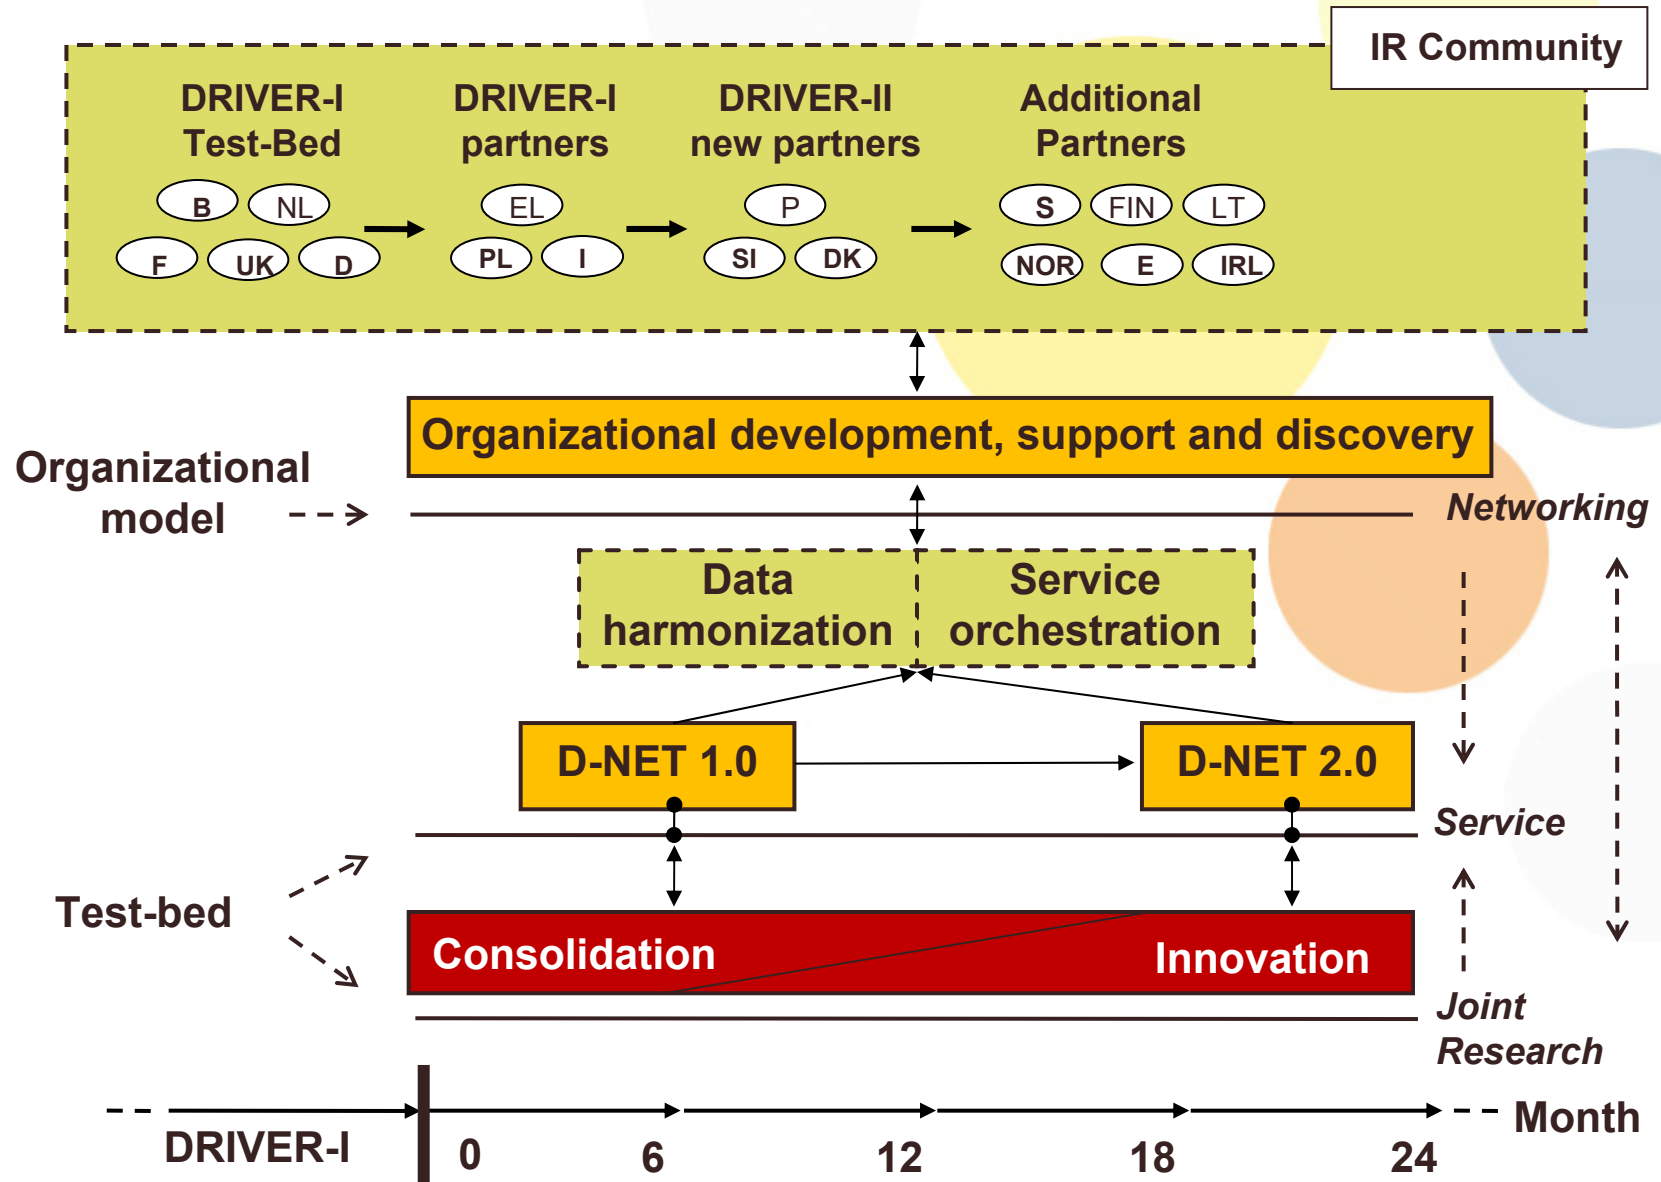 IR Community
DRIVER-I
Test-Bed
DRIVER-I
partners
DRIVER-II
new partners
Additional
Partners
B NL
F UK D
EL
PL I
P
SI DK
S FIN LT
NOR E IRL
Organizational development, support and discovery
Organizational
model
Networking
Data
harmonization
Service
orchestration
D-NET 1.0
D-NET 2.0
Service
Test-bed
Consolidation
Innovation
Joint
Research
DRIVER-I
0 6 12 18 24
Month